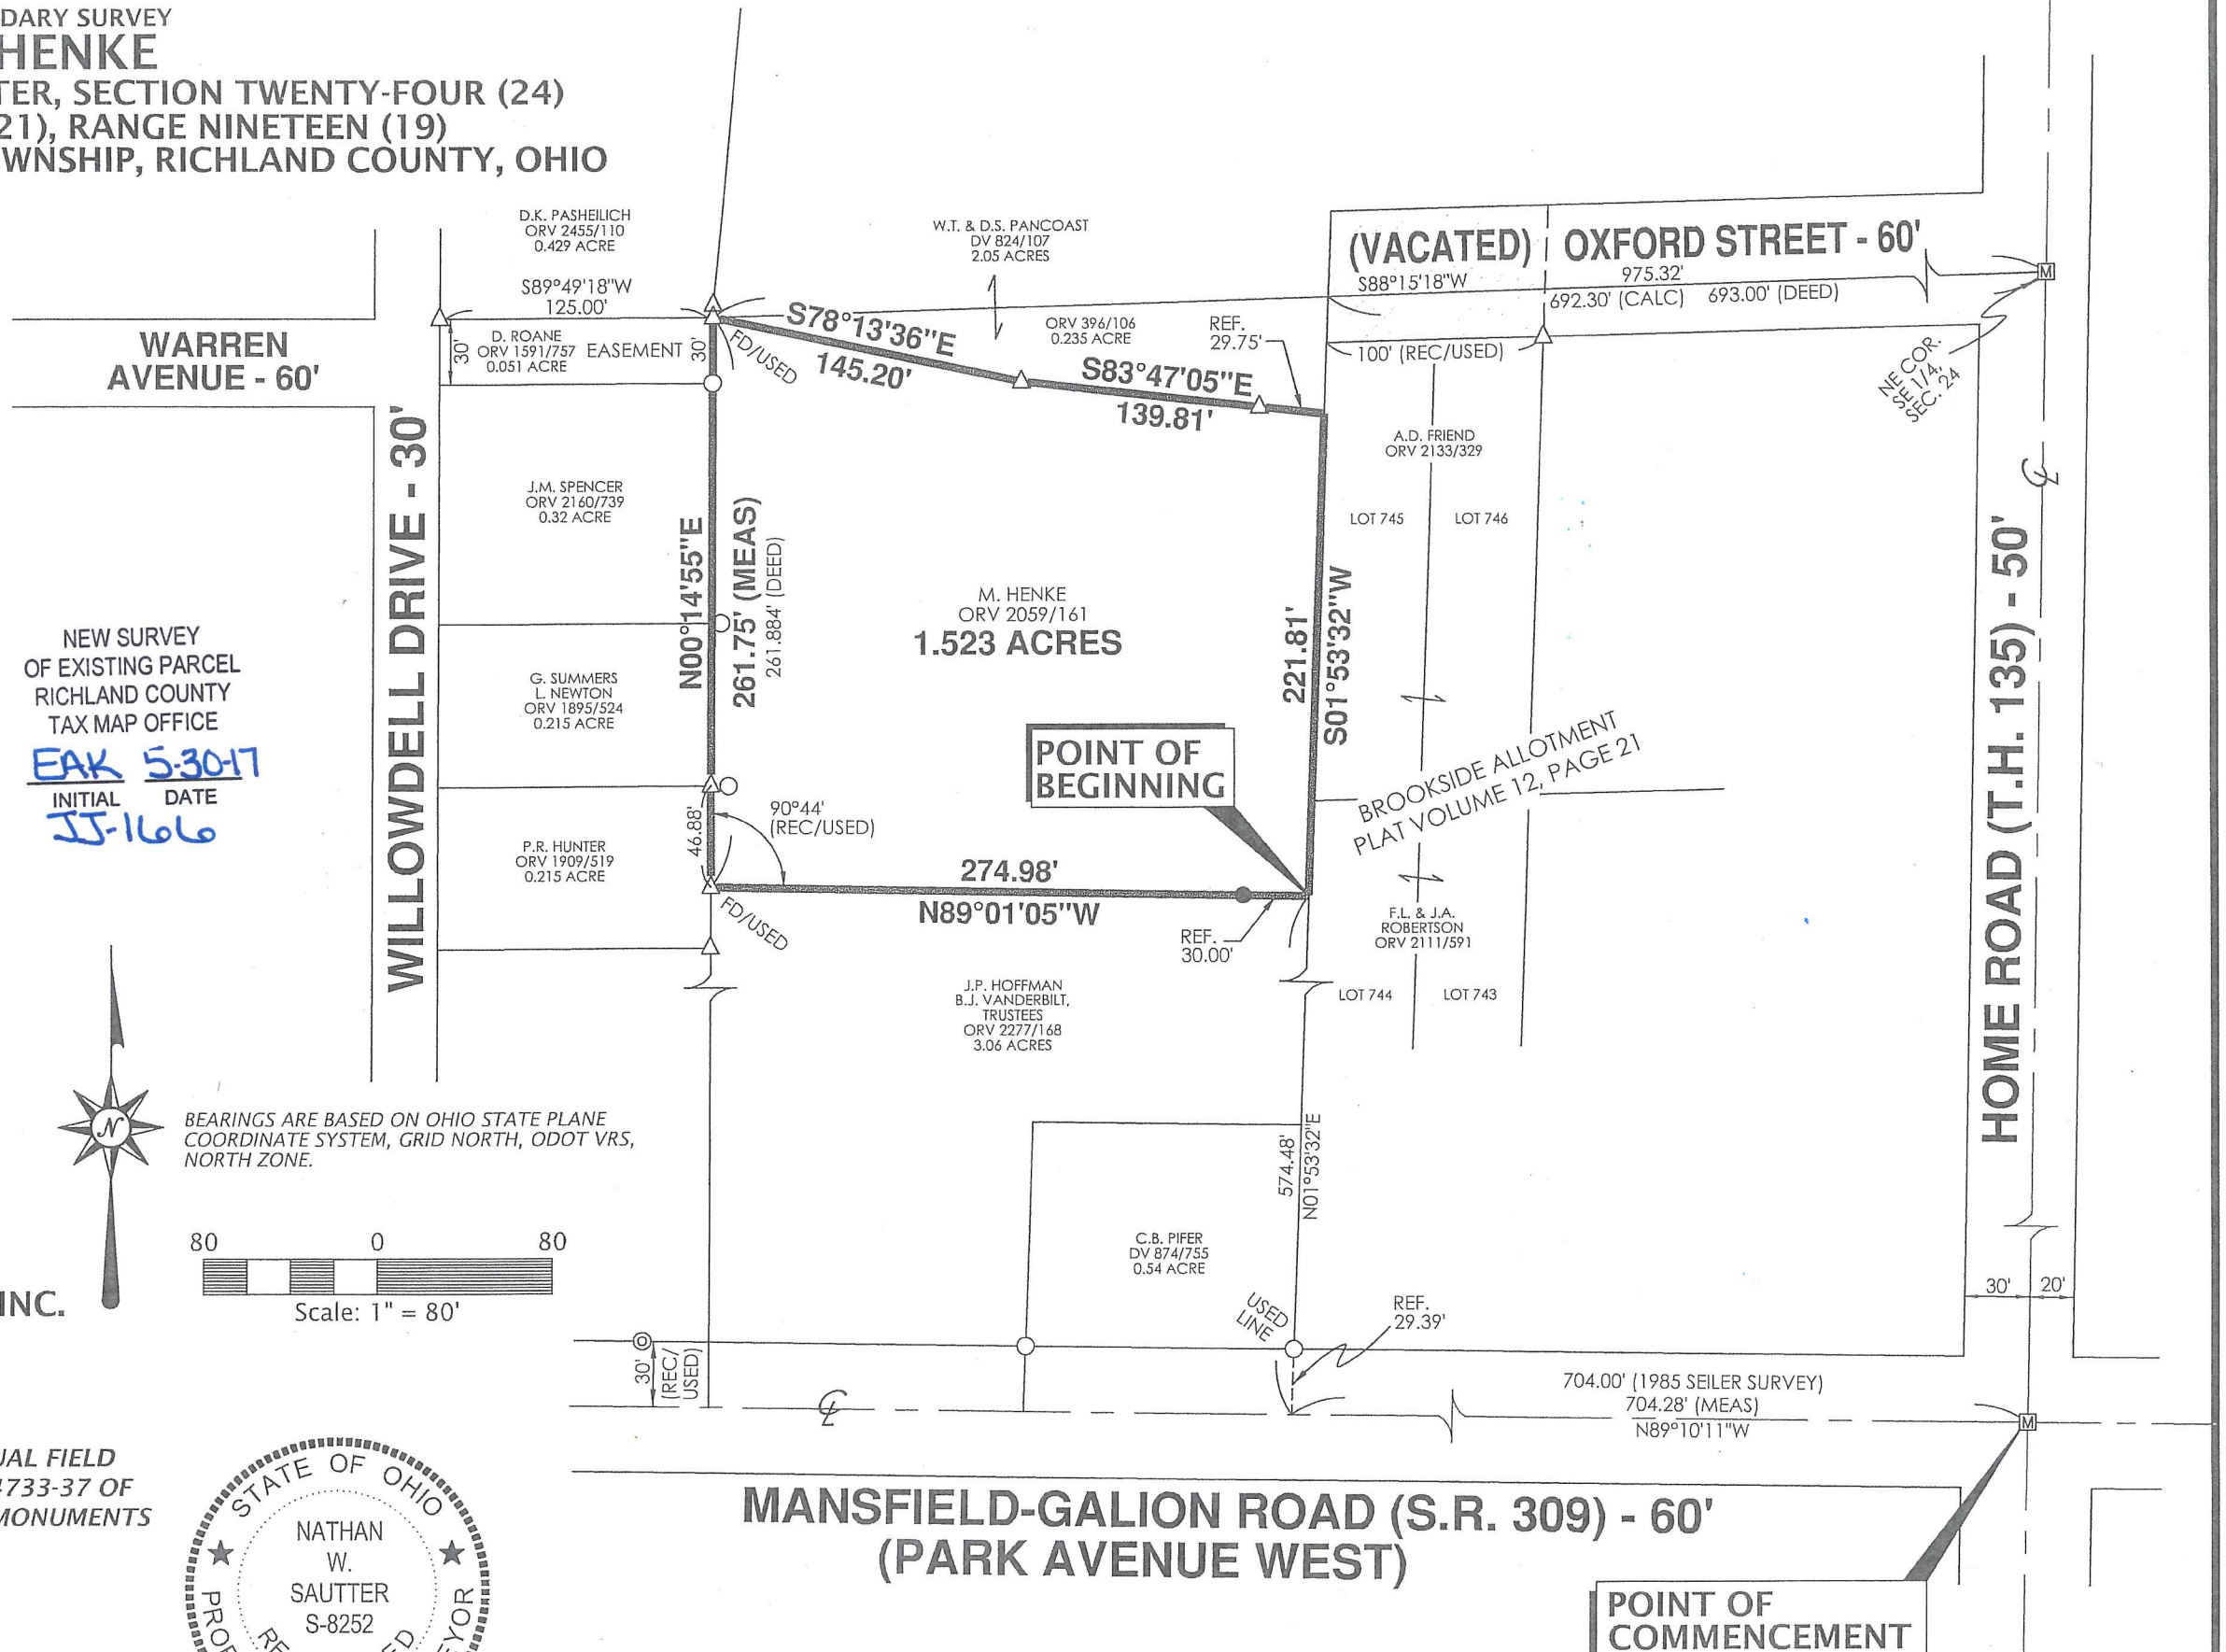 DARY SURVEY
HENKE
TER, SECTION TWENTY-FOUR (24)
21), RANGE NINETEEN (19)
WNSHIP, RICHLAND COUNTY, OHIO
D.K. PASHEILICH
ORV 2455/110
0.429 ACRE
S89°49'18"W
125.00'
W.T. & D.S. PANCOAST
DV 824/107
2.05 ACRES
(VACATED)
OXFORD STREET - 60'
S88°15'18"W
975.32'
692.30' (CALC)
693.00' (DEED)
M
NE COR.
SE 1/4,
SEC. 24
WARREN
AVENUE - 60'
30'
D. ROANE
ORV 1591/757
0.051 ACRE
EASEMENT
30'
FD/USED
S78°13'36"E
145.20'
ORV 396/106
0.235 ACRE
REF.
29.75'
S83°47'05"E
139.81'
100' (REC/USED)
A.D. FRIEND
ORV 2133/329
LOT 745
LOT 746
WILLOWDELL DRIVE - 30'
J.M. SPENCER
ORV 2160/739
0.32 ACRE
N00°14'55"E
261.75' (MEAS)
261.884' (DEED)
M. HENKE
ORV 2059/161
1.523 ACRES
221.81'
S01°53'32"W
HOME ROAD (T.H. 135) - 50'
NEW SURVEY
OF EXISTING PARCEL
RICHLAND COUNTY
TAX MAP OFFICE
EAK 5-30-17
INITIAL DATE
JJ-166
G. SUMMERS
L. NEWTON
ORV 1895/524
0.215 ACRE
POINT OF
BEGINNING
BROOKSIDE ALLOTMENT
PLAT VOLUME 12, PAGE 21
P.R. HUNTER
ORV 1909/519
0.215 ACRE
46.88'
90°44'
(REC/USED)
274.98'
N89°01'05"W
FD/USED
REF.
30.00'
F.L. & J.A.
ROBERTSON
ORV 2111/591
LOT 744
LOT 743
J.P. HOFFMAN
B.J. VANDERBILT,
TRUSTEES
ORV 2277/168
3.06 ACRES
N
BEARINGS ARE BASED ON OHIO STATE PLANE
COORDINATE SYSTEM, GRID NORTH, ODOT VRS,
NORTH ZONE.
574.48'
N01°53'32"E
C.B. PIFER
DV 874/755
0.54 ACRE
80 0 80
Scale: 1" = 80'
INC.
USED
LINE
REF.
29.39'
30'
20'
30'
(REC/
USED)
704.00' (1985 SEILER SURVEY)
704.28' (MEAS)
N89°10'11"W
M
UAL FIELD
4733-37 OF
MONUMENTS
STATE OF OHIO
NATHAN
W.
SAUTTER
S-8252
MANSFIELD-GALION ROAD (S.R. 309) - 60'
(PARK AVENUE WEST)
POINT OF
COMMENCEMENT